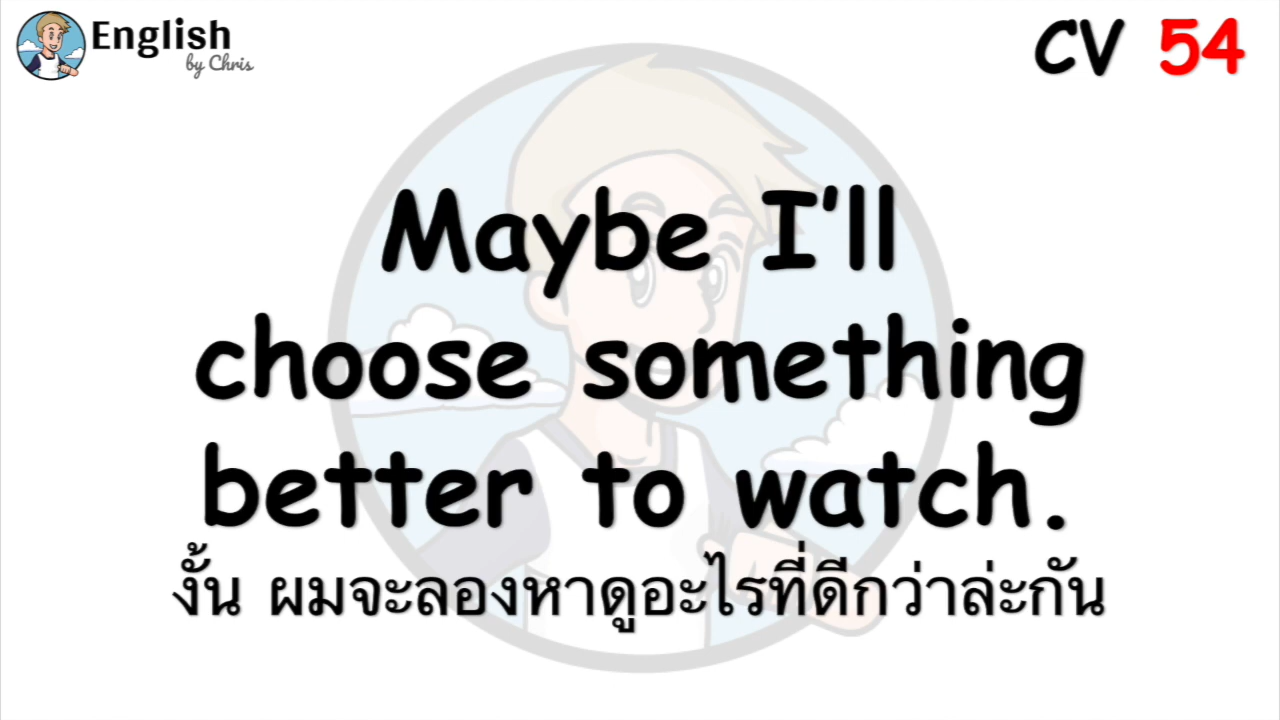 English
by Chris
CV 54
Maybe I'll
choose something
better to watch.
งั้น ผมจะลองหาดูอะไรที่ดีกว่าล่ะกัน